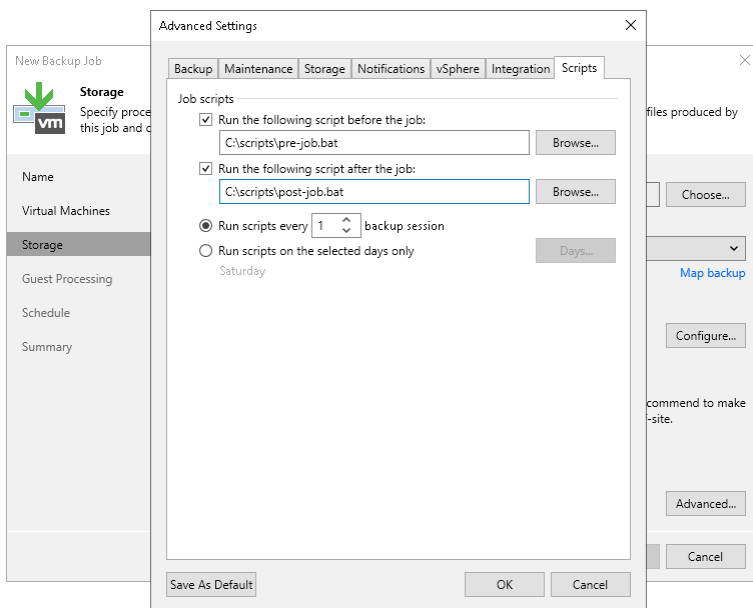 Advanced Settings
New Backup Job
Storage
Specify proce
this job and
files produced by
vm
Name
Virtual Machines
Storage
Guest Processing
Schedule
Summary
Backup Maintenance Storage Notifications vSphere Integration Scripts
Job scripts
Run the following script before the job:
C:\scripts\pre-job.bat Browse...
Run the following script after the job:
C:\scripts\post-job.bat Browse...
Run scripts every 1 backup session
Run scripts on the selected days only Days...
Saturday
Save As Default OK Cancel
Choose...
Map backup
Configure...
commend to make
-site.
Advanced...
Cancel